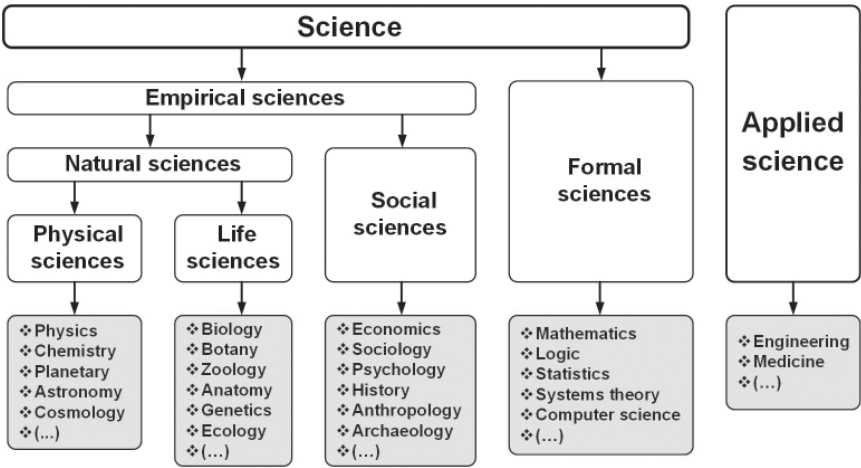 Science
Empirical sciences
Natural sciences
Physical
sciences
Life
sciences
Social
sciences
Formal
sciences
Applied
science
❖Physics
❖Chemistry
❖Planetary
❖Astronomy
❖Cosmology
❖(...)
❖Biology
❖Botany
❖Zoology
❖Anatomy
❖Genetics
❖Ecology
❖(…)
❖Economics
❖Sociology
❖Psychology
❖History
❖Anthropology
❖Archaeology
❖(…)
❖Mathematics
❖Logic
❖Statistics
❖Systems theory
❖Computer science
❖(…)
❖Engineering
❖Medicine
❖(…)